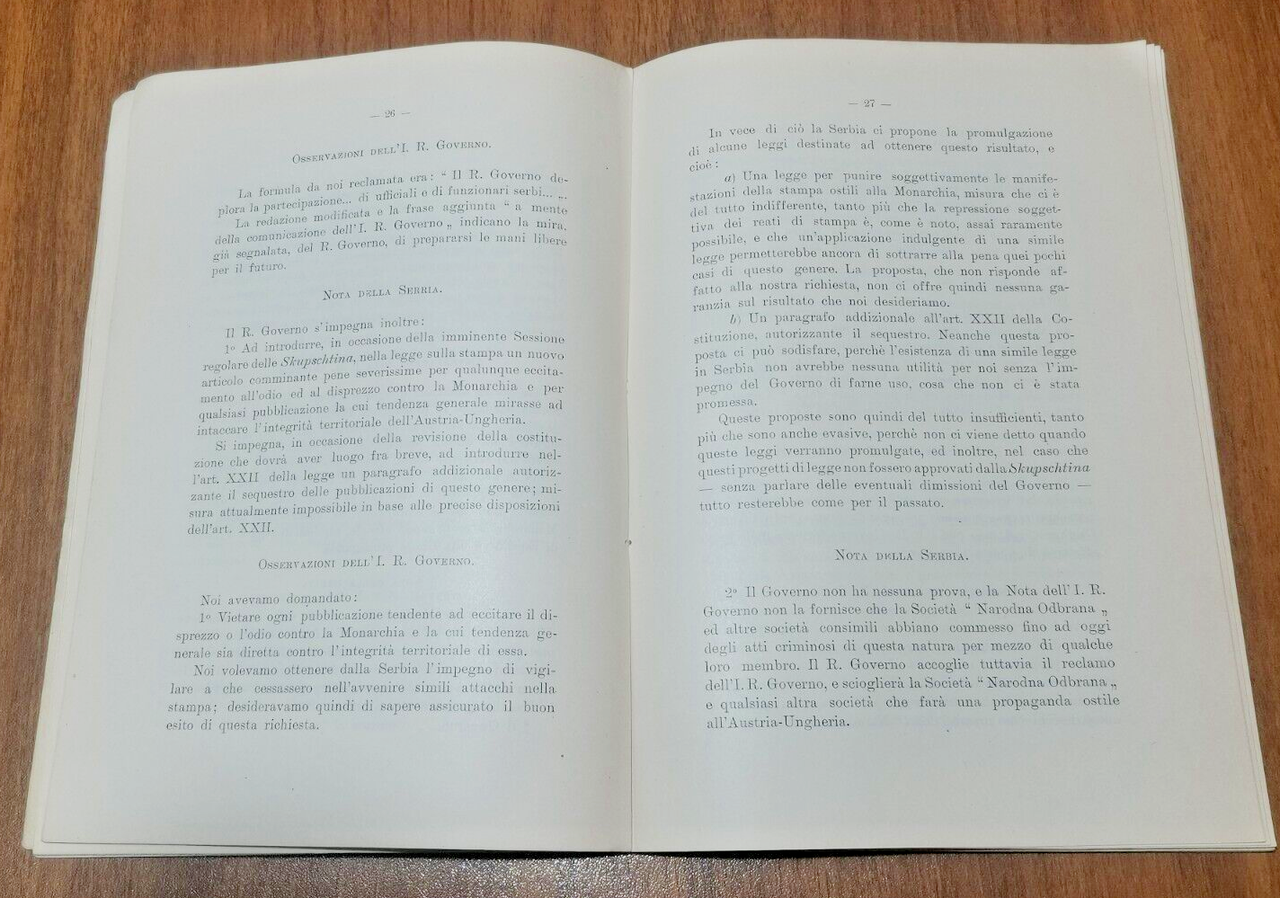 — 26 —
Osservazioni dell'I. R. Governo.
La formula da noi reclamata era: “ Il R. Governo de-
plora la partecipazione... di ufficiali e di funzionari serbi... „
La redazione modificata e la frase aggiunta “ a mente
della comunicazione dell'I. R. Governo „ indicano la mira,
già segnalata, del R. Governo, di prepararsi le mani libere
per il futuro.
Nota della Serbia.
Il R. Governo s'impegna inoltre:
1º Ad introdurre, in occasione della imminente Sessione
regolare delle Skupschtina, nella legge sulla stampa un nuovo
articolo comminante pene severissime per qualunque eccita-
mento all'odio ed al disprezzo contro la Monarchia e per
qualsiasi pubblicazione la cui tendenza generale mirasse ad
intaccare l'integrità territoriale dell'Austria-Ungheria.
Si impegna, in occasione della revisione della costitu-
zione che dovrà aver luogo fra breve, ad introdurre nel-
l'art. XXII della legge un paragrafo addizionale autoriz-
zante il sequestro delle pubblicazioni di questo genere; mi-
sura attualmente impossibile in base alle precise disposizioni
dell'art. XXII.
Osservazioni dell'I. R. Governo.
Noi avevamo domandato:
1º Vietare ogni pubblicazione tendente ad eccitare il di-
sprezzo o l'odio contro la Monarchia e la cui tendenza ge-
nerale sia diretta contro l'integrità territoriale di essa.
Noi volevamo ottenere dalla Serbia l'impegno di vigi-
lare a che cessassero nell'avvenire simili attacchi nella
stampa; desideravamo quindi di sapere assicurato il buon
esito di questa richiesta.
— 27 —
In vece di ciò la Serbia ci propone la promulgazione
di alcune leggi destinate ad ottenere questo risultato, e
cioè:
a) Una legge per punire soggettivamente le manife-
stazioni della stampa ostili alla Monarchia, misura che ci è
del tutto indifferente, tanto più che la repressione sogget-
tiva dei reati di stampa è, come è noto, assai raramente
possibile, e che un'applicazione indulgente di una simile
legge permetterebbe ancora di sottrarre alla pena quei pochi
casi di questo genere. La proposta, che non risponde af-
fatto alla nostra richiesta, non ci offre quindi nessuna ga-
ranzia sul risultato che noi desideriamo.
b) Un paragrafo addizionale all'art. XXII della Co-
stituzione, autorizzante il sequestro. Neanche questa pro-
posta ci può sodisfare, perchè l'esistenza di una simile legge
in Serbia non avrebbe nessuna utilità per noi senza l'im-
pegno del Governo di farne uso, cosa che non ci è stata
promessa.
Queste proposte sono quindi del tutto insufficienti, tanto
più che sono anche evasive, perchè non ci viene detto quando
queste leggi verranno promulgate, ed inoltre, nel caso che
questi progetti di legge non fossero approvati dalla Skupschtina
— senza parlare delle eventuali dimissioni del Governo —
tutto resterebbe come per il passato.
Nota della Serbia.
2º Il Governo non ha nessuna prova, e la Nota dell'I. R.
Governo non la fornisce che la Società “ Narodna Odbrana „
ed altre società consimili abbiano commesso fino ad oggi
degli atti criminosi di questa natura per mezzo di qualche
loro membro. Il R. Governo accoglie tuttavia il reclamo
dell'I. R. Governo, e scioglierà la Società “ Narodna Odbrana „
e qualsiasi altra società che farà una propaganda ostile
all'Austria-Ungheria.